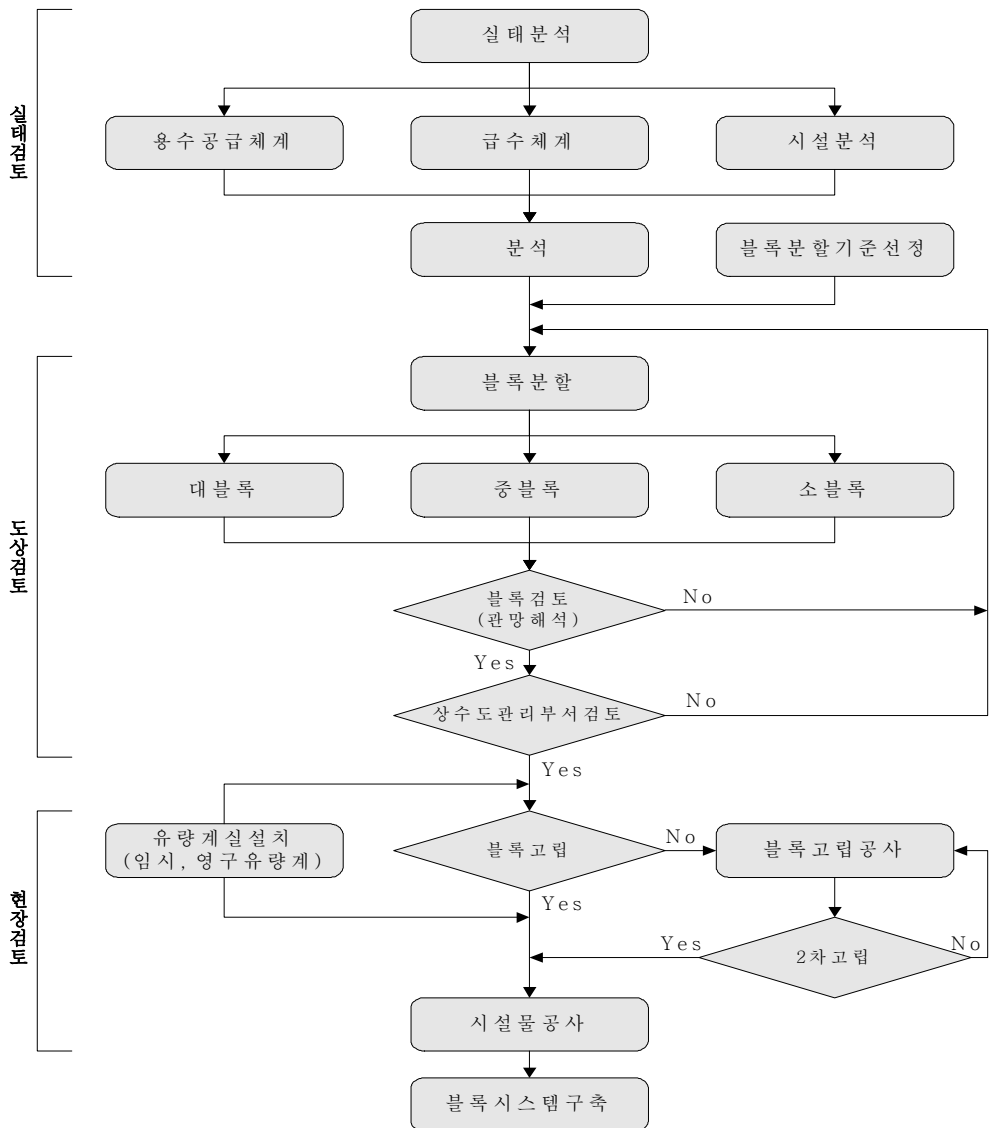 실태검토
실태분석
용수공급체계
급수체계
시설분석
분석
블록분할기준선정
도상검토
블록분할
대블록
중블록
소블록
블록검토
(관망해석)
No
Yes
상수도관리부서검토
No
Yes
현장검토
유량계실설치
(임시, 영구유량계)
블록고립
No
블록고립공사
Yes
Yes
2차고립
No
시설물공사
블록시스템구축